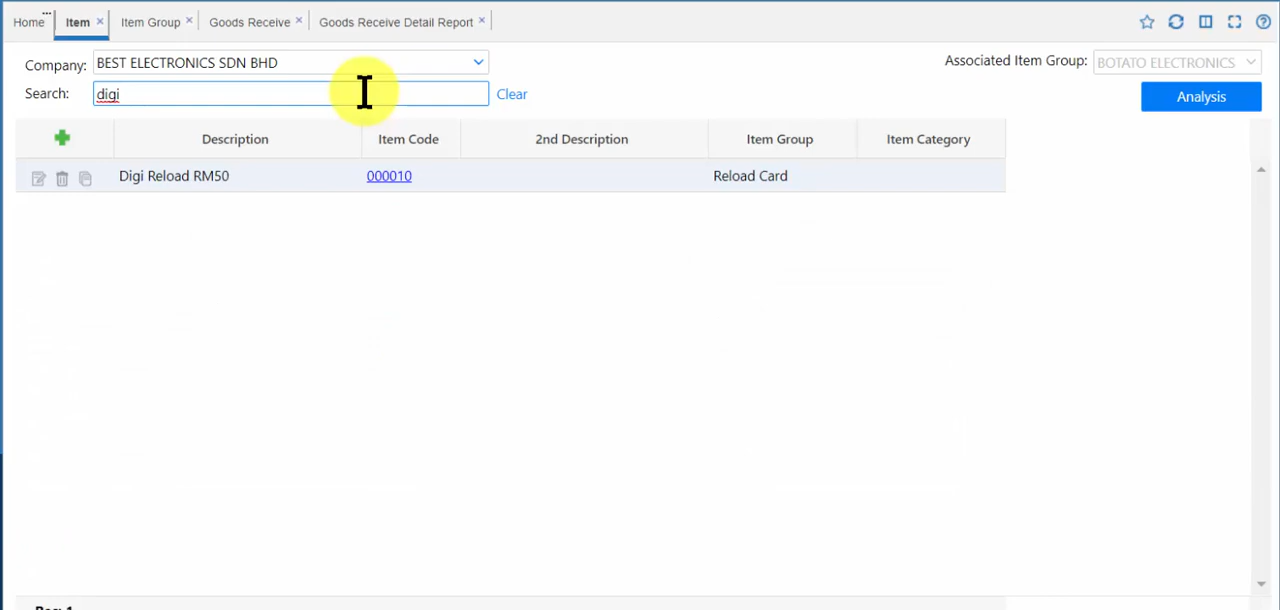 Home ... Item × Item Group × Goods Receive × Goods Receive Detail Report ×
Company: BEST ELECTRONICS SDN BHD Associated Item Group: BOTATO ELECTRONICS
Search: digi Clear Analysis
Description Item Code 2nd Description Item Group Item Category
Digi Reload RM50 000010 Reload Card